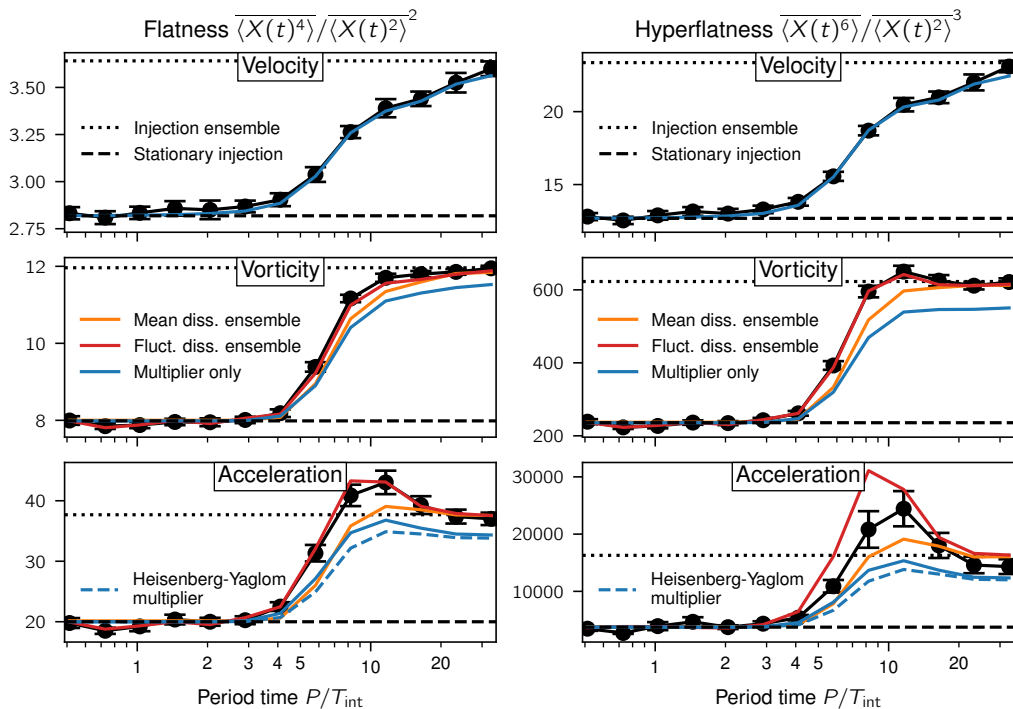 Flatness ⟨X(t)⁴⟩/⟨X(t)²⟩²
Hyperflatness ⟨X(t)⁶⟩/⟨X(t)²⟩³
Velocity
3.50
3.25
3.00
2.75
Injection ensemble
Stationary injection
Velocity
20
15
Injection ensemble
Stationary injection
Vorticity
12
10
8
Mean diss. ensemble
Fluct. diss. ensemble
Multiplier only
Vorticity
600
400
200
Mean diss. ensemble
Fluct. diss. ensemble
Multiplier only
Acceleration
40
30
20
Heisenberg-Yaglom
multiplier
1 2 3 4 5 10 20
Period time P/T_int
Acceleration
30000
20000
10000
Heisenberg-Yaglom
multiplier
1 2 3 4 5 10 20
Period time P/T_int